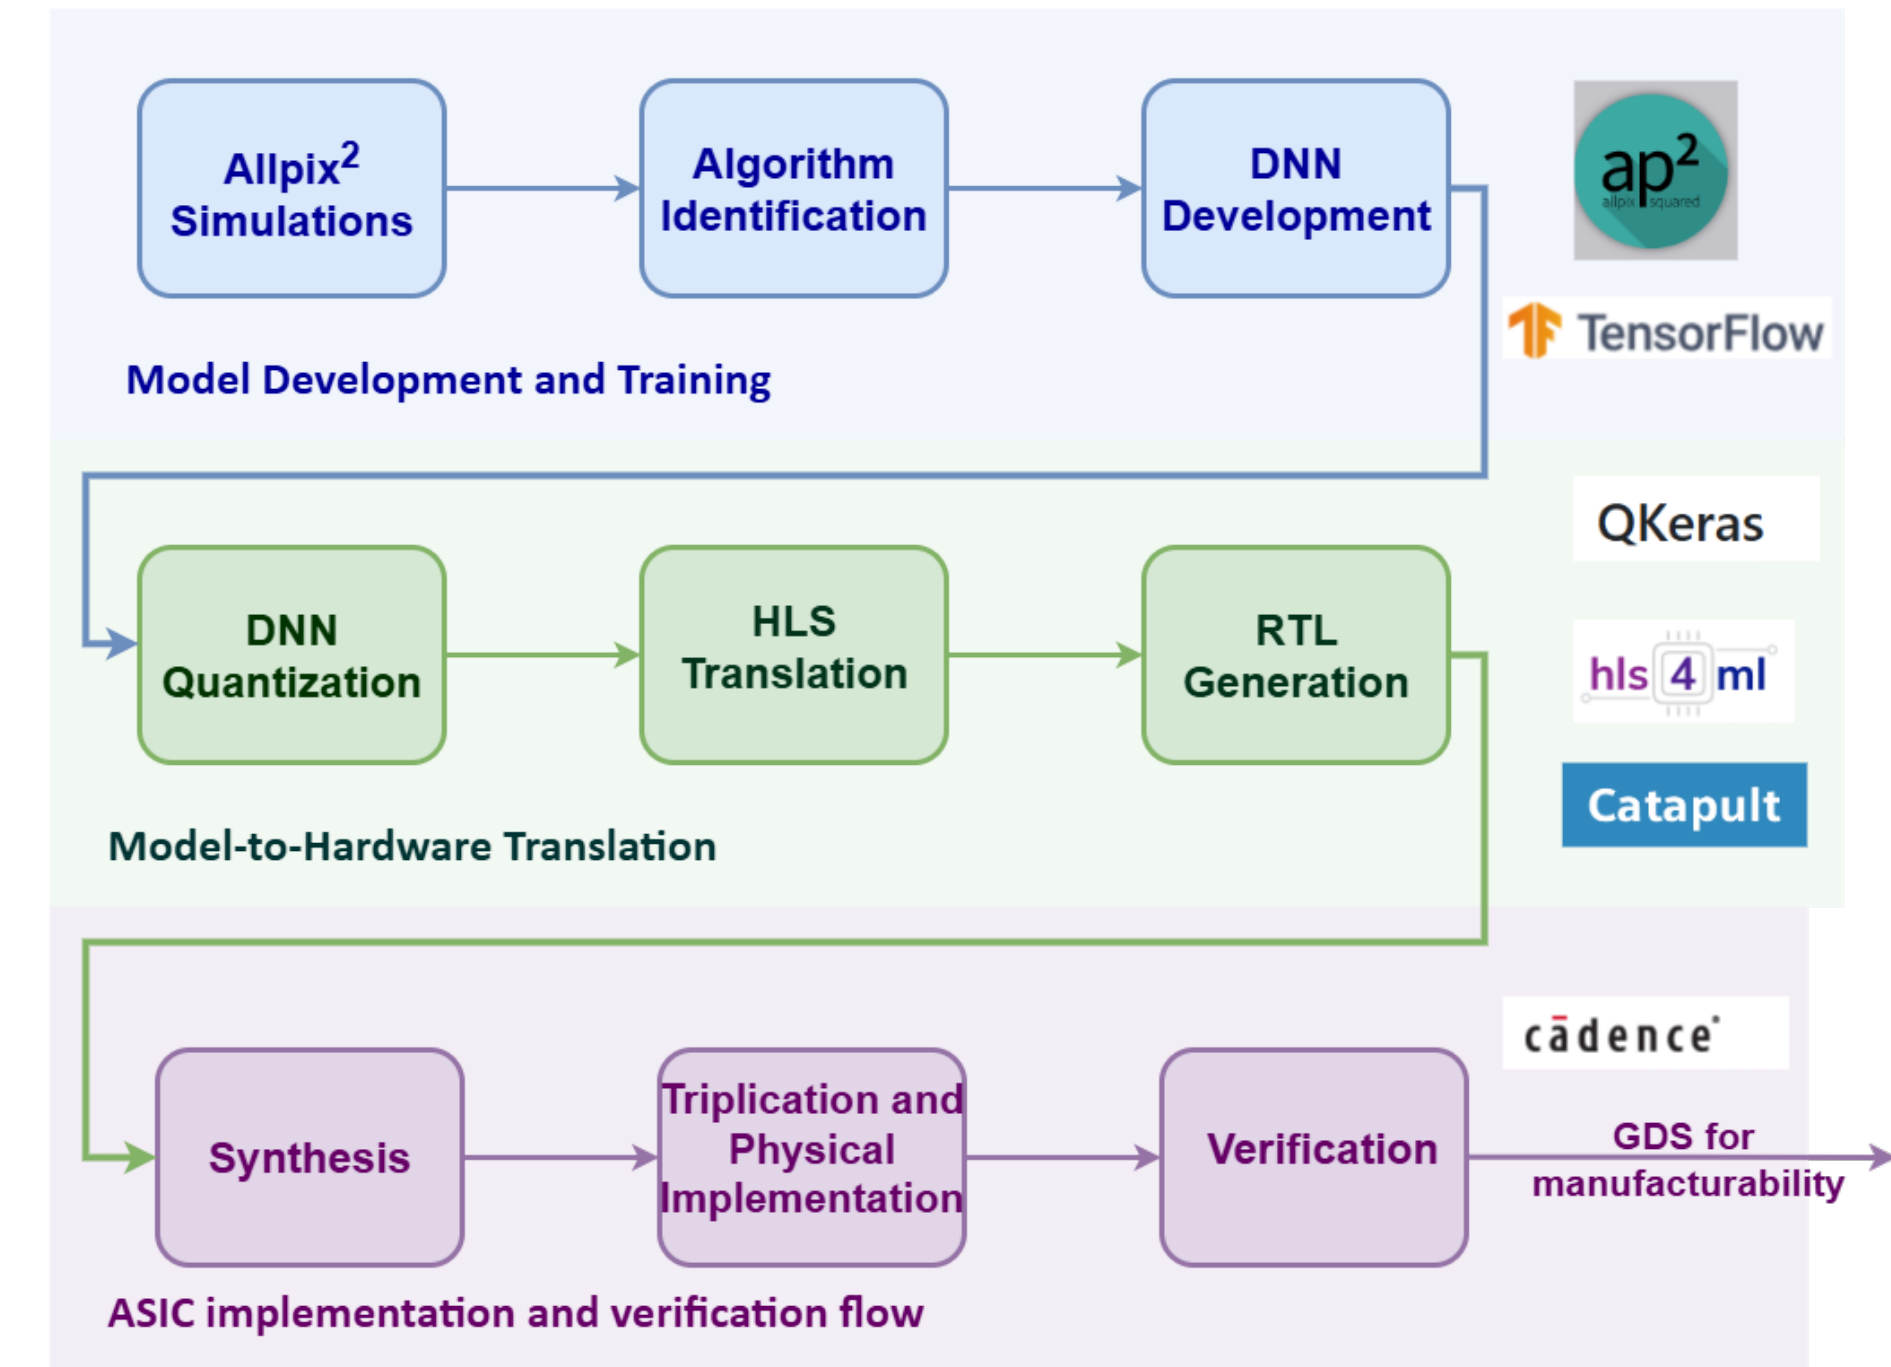 Allpix2
Simulations
Algorithm
Identification
DNN
Development
ap2
allpix squared
TensorFlow
Model Development and Training
QKeras
DNN
Quantization
HLS
Translation
RTL
Generation
hls 4 ml
Catapult
Model-to-Hardware Translation
cādence
Synthesis
Triplication and
Physical
Implementation
Verification
GDS for
manufacturability
ASIC implementation and verification flow